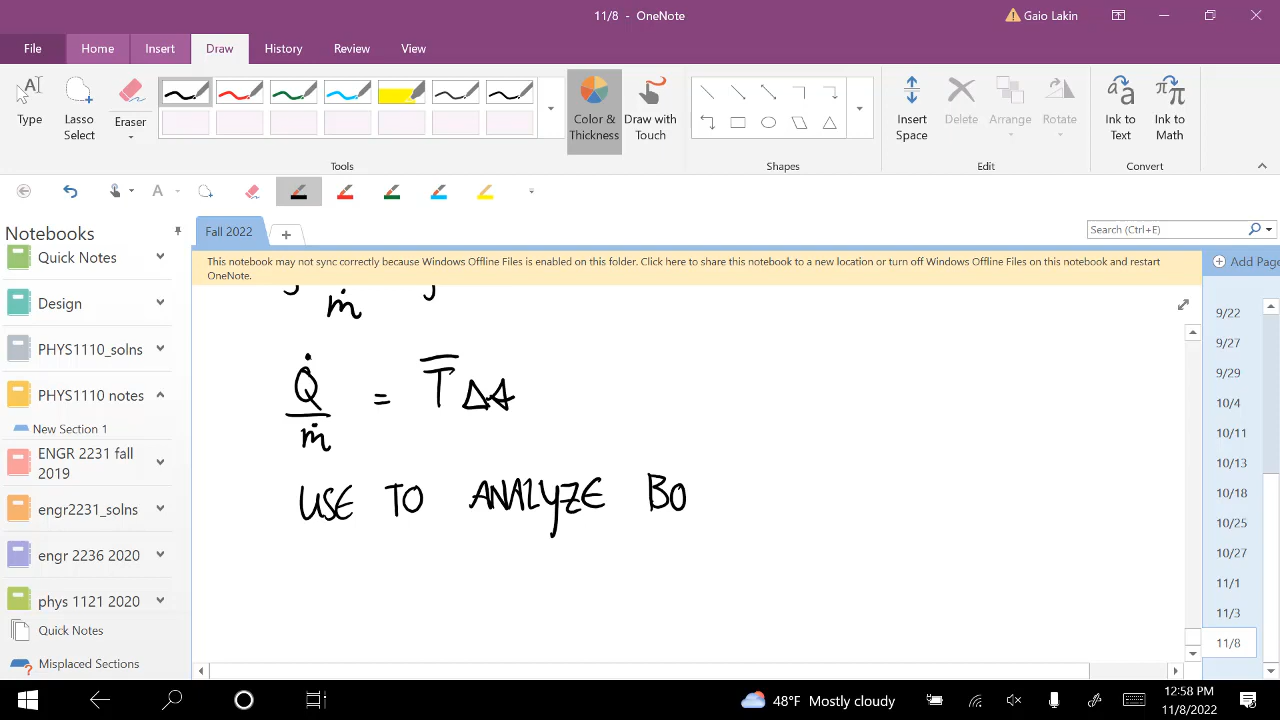 11/8 - OneNote
Gaio Lakin
File Home Insert Draw History Review View
Type
Lasso Select
Eraser
Color & Thickness
Draw with Touch
Insert Space
Delete
Arrange
Rotate
Ink to Text
Ink to Math
Tools
Shapes
Edit
Convert
A
Notebooks
Fall 2022
Search (Ctrl+E)
This notebook may not sync correctly because Windows Offline Files is enabled on this folder. Click here to share this notebook to a new location or turn off Windows Offline Files on this notebook and restart
OneNote.
Add Page
Quick Notes
Design
PHYS1110_solns
PHYS1110 notes
New Section 1
ENGR 2231 fall
2019
engr2231_solns
engr 2236 2020
phys 1121 2020
Quick Notes
Misplaced Sections
ṁ
Q̇/ṁ = T̅ Δs
USE TO ANALYZE BO
9/22
9/27
9/29
10/4
10/11
10/13
10/18
10/25
10/27
11/1
11/3
11/8
48°F Mostly cloudy
12:58 PM
11/8/2022